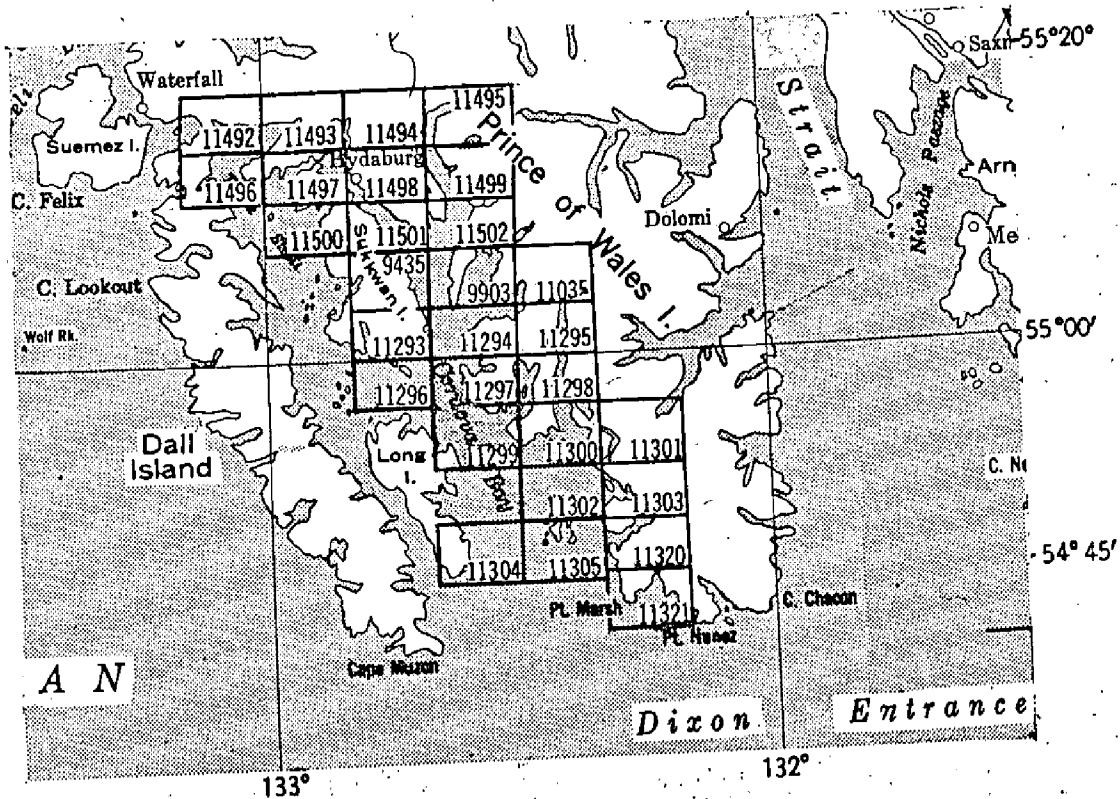 Saxm
55°20'
Waterfall
11495
Strait
Passage
11492
11493
11494
Prince of Wales I.
Suemez I.
Hydaburg
2
Arn
11496
11497
11498
11499
C. Felix
Nichols
Dolomi
Me
11500
Sukkwan I.
11501
11502
9435
C. Lookout
9903
11035
Wolf Rk.
55°00'
11293
11294
11295
11296
11297
11298
Cordova Bay
Dall
Island
Long
I.
11299
11300
11301
C. No
11302
11303
54°45'
11304
11305
11320
Pt. Marsh
11321
C. Chacon
Pt. Nunez
Cape Muzon
A N
Dixon
Entrance
133°
132°